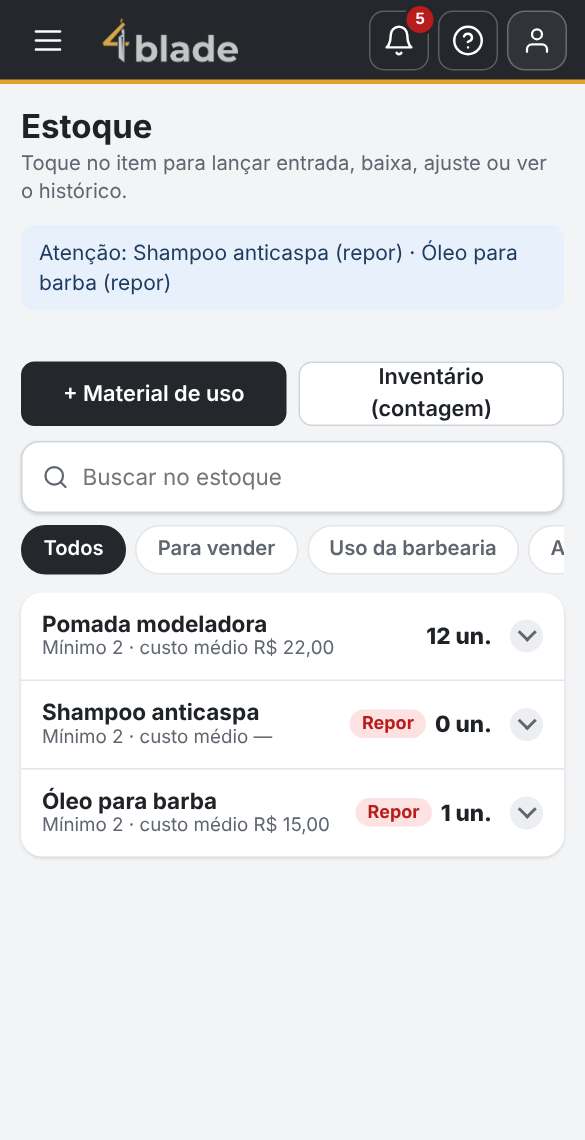 4blade
5
Estoque
Toque no item para lançar entrada, baixa, ajuste ou ver
o histórico.
Atenção: Shampoo anticaspa (repor) · Óleo para
barba (repor)
+ Material de uso
Inventário
(contagem)
Buscar no estoque
Todos
Para vender
Uso da barbearia
A
Pomada modeladora
Mínimo 2 · custo médio R$ 22,00
12 un.
Shampoo anticaspa
Mínimo 2 · custo médio —
Repor
0 un.
Óleo para barba
Mínimo 2 · custo médio R$ 15,00
Repor
1 un.